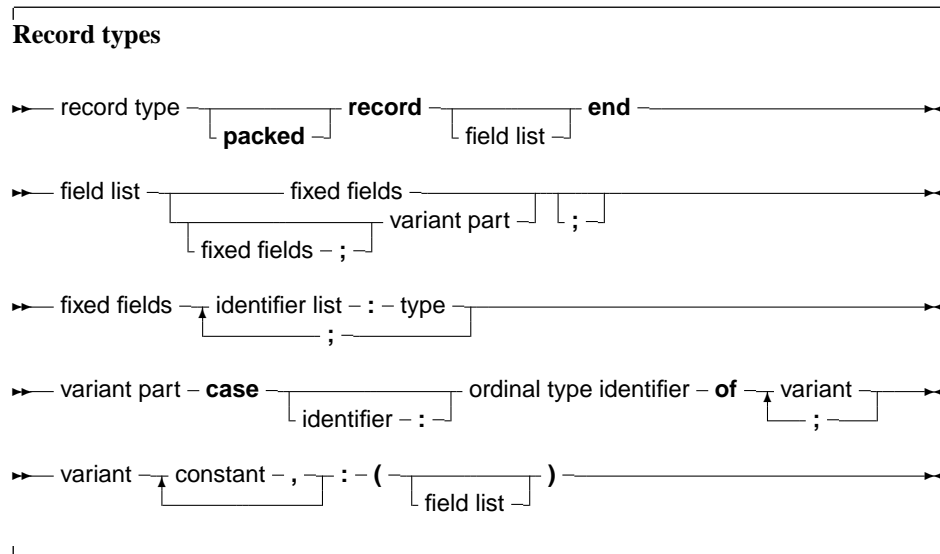 Record types
record type record end
packed field list
field list fixed fields
variant part ;
fixed fields – ;
fixed fields identifier list – : – type
;
variant part – case ordinal type identifier – of variant
identifier – : ;
variant constant – , : – ( )
field list